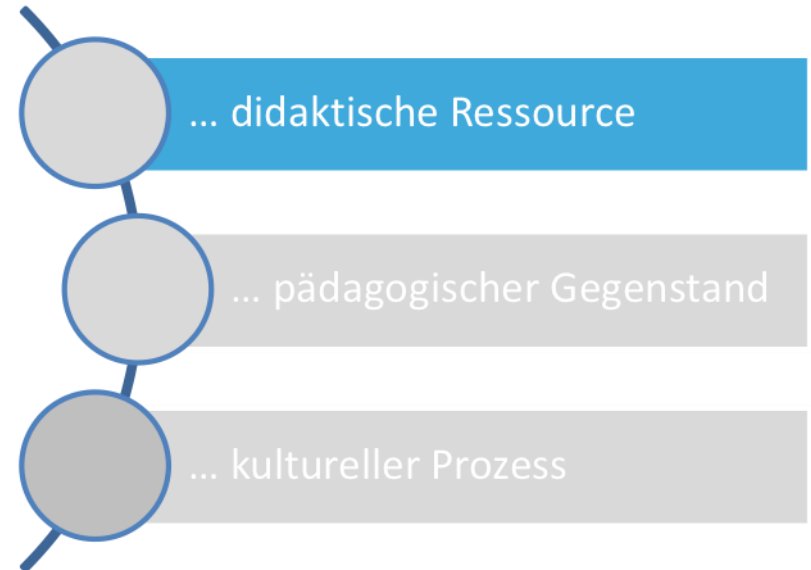 ... didaktische Ressource
... pädagogischer Gegenstand
... kultureller Prozess